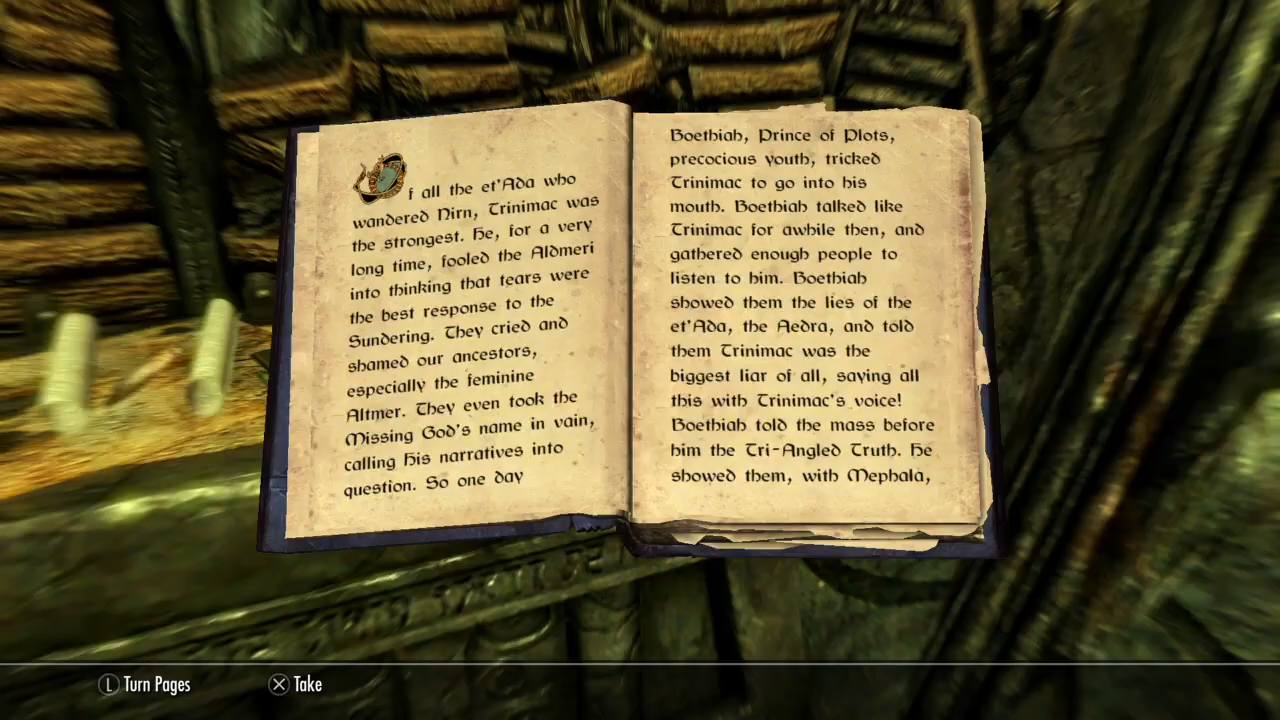 Of all the et'Ada who
wandered Nirn, Trinimac was
the strongest. He, for a very
long time, fooled the Aldmeri
into thinking that tears were
the best response to the
Sundering. They cried and
shamed our ancestors,
especially the feminine
Altmer. They even took the
Missing God's name in vain,
calling His narratives into
question. So one day
Boethiah, Prince of Plots,
precocious youth, tricked
Trinimac to go into his
mouth. Boethiah talked like
Trinimac for awhile then, and
gathered enough people to
listen to him. Boethiah
showed them the lies of the
et'Ada, the Aedra, and told
them Trinimac was the
biggest liar of all, saying all
this with Trinimac's voice!
Boethiah told the mass before
him the Tri-Angled Truth. He
showed them, with Mephala,
L Turn Pages
X Take